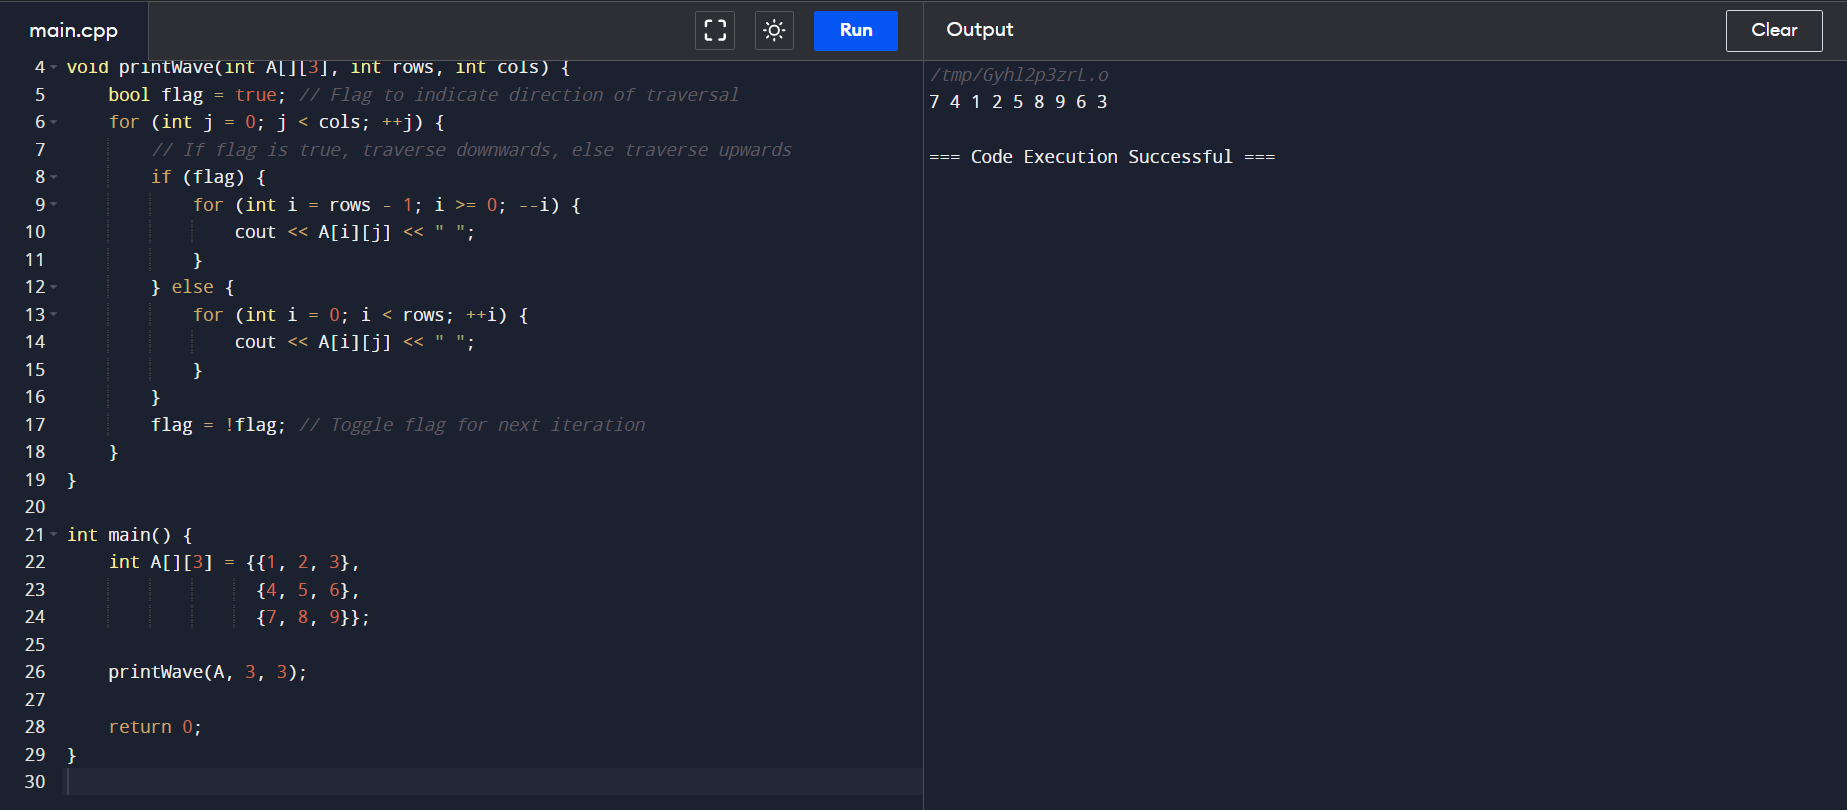 main.cpp
Run
Output
Clear
4 void printWave(int A[][3], int rows, int cols) {
5     bool flag = true; // Flag to indicate direction of traversal
6     for (int j = 0; j < cols; ++j) {
7         // If flag is true, traverse downwards, else traverse upwards
8         if (flag) {
9             for (int i = rows - 1; i >= 0; --i) {
10                 cout << A[i][j] << " ";
11             }
12         } else {
13             for (int i = 0; i < rows; ++i) {
14                 cout << A[i][j] << " ";
15             }
16         }
17         flag = !flag; // Toggle flag for next iteration
18     }
19 }
20
21 int main() {
22     int A[][3] = {{1, 2, 3},
23                   {4, 5, 6},
24                   {7, 8, 9}};
25
26     printWave(A, 3, 3);
27
28     return 0;
29 }
30
/tmp/Gyhl2p3zrL.o
7 4 1 2 5 8 9 6 3
=== Code Execution Successful ===